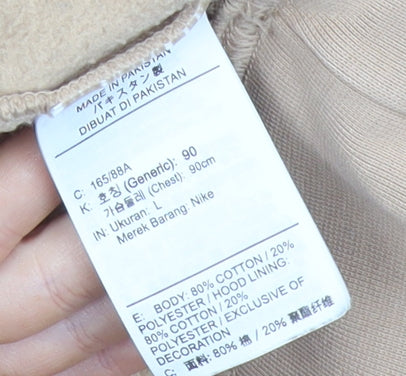 MADE IN PAKISTAN
パキスタン製
DIBUAT DI PAKISTAN
C: 165/88A
K: 호칭 (Generic): 90
가슴둘레 (Chest): 90cm
IN: Ukuran: L
Merek Barang: Nike
E: BODY: 80% COTTON / 20%
POLYESTER / HOOD LINING:
80% COTTON / 20%
POLYESTER / EXCLUSIVE OF
DECORATION
C: 面料: 80% 棉 / 20% 聚酯纤维